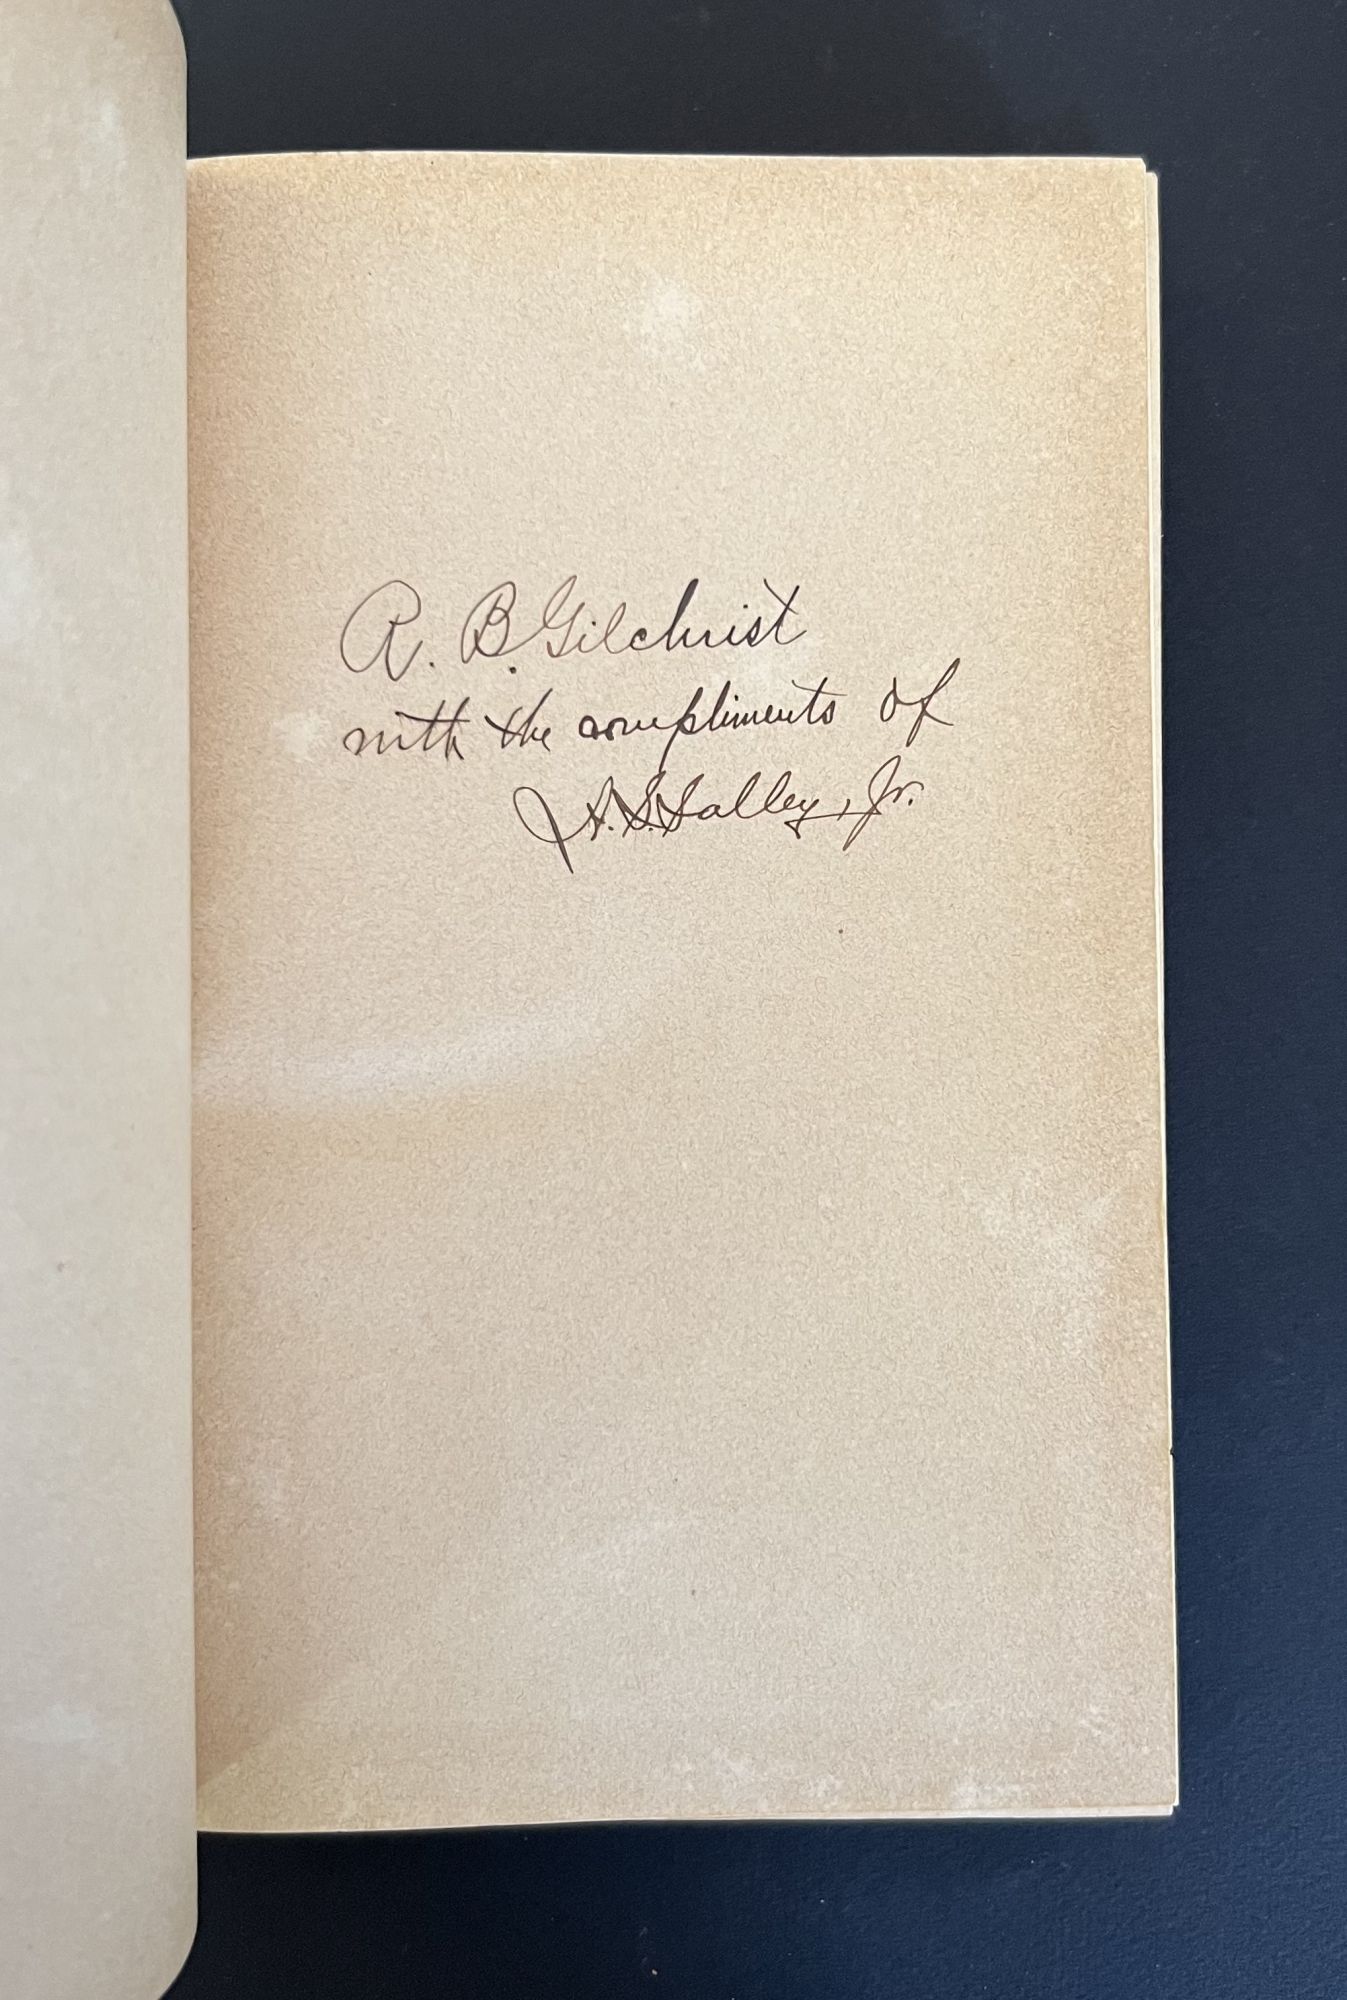 R. B. Gilchrist
with the compliments of
A. S. Salley, Jr.